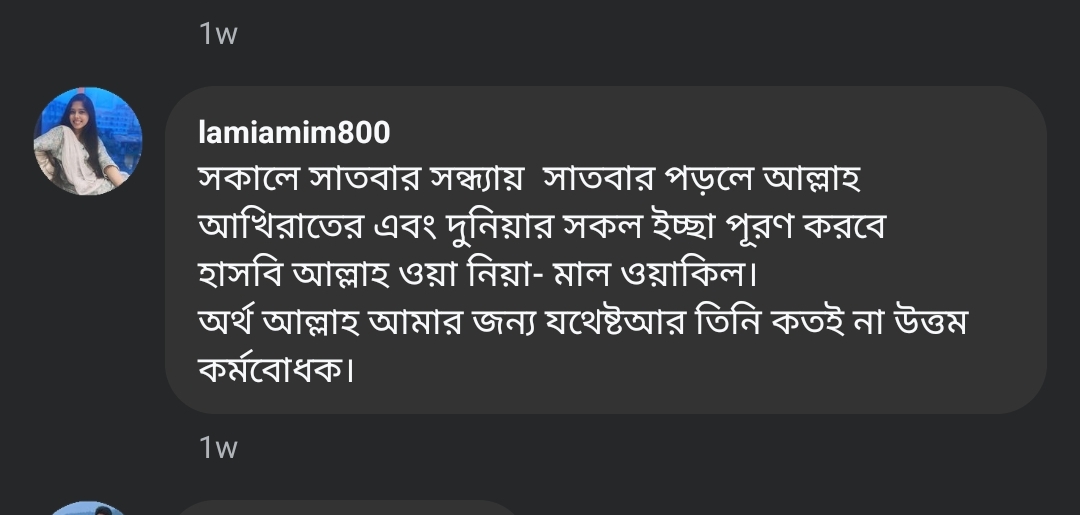 1w
lamiamim800
সকালে সাতবার সন্ধ্যায় সাতবার পড়লে আল্লাহ
আখিরাতের এবং দুনিয়ার সকল ইচ্ছা পূরণ করবে
হাসবি আল্লাহ ওয়া নিয়া- মাল ওয়াকিল।
অর্থ আল্লাহ আমার জন্য যথেষ্টআর তিনি কতই না উত্তম
কর্মবোধক।
1w